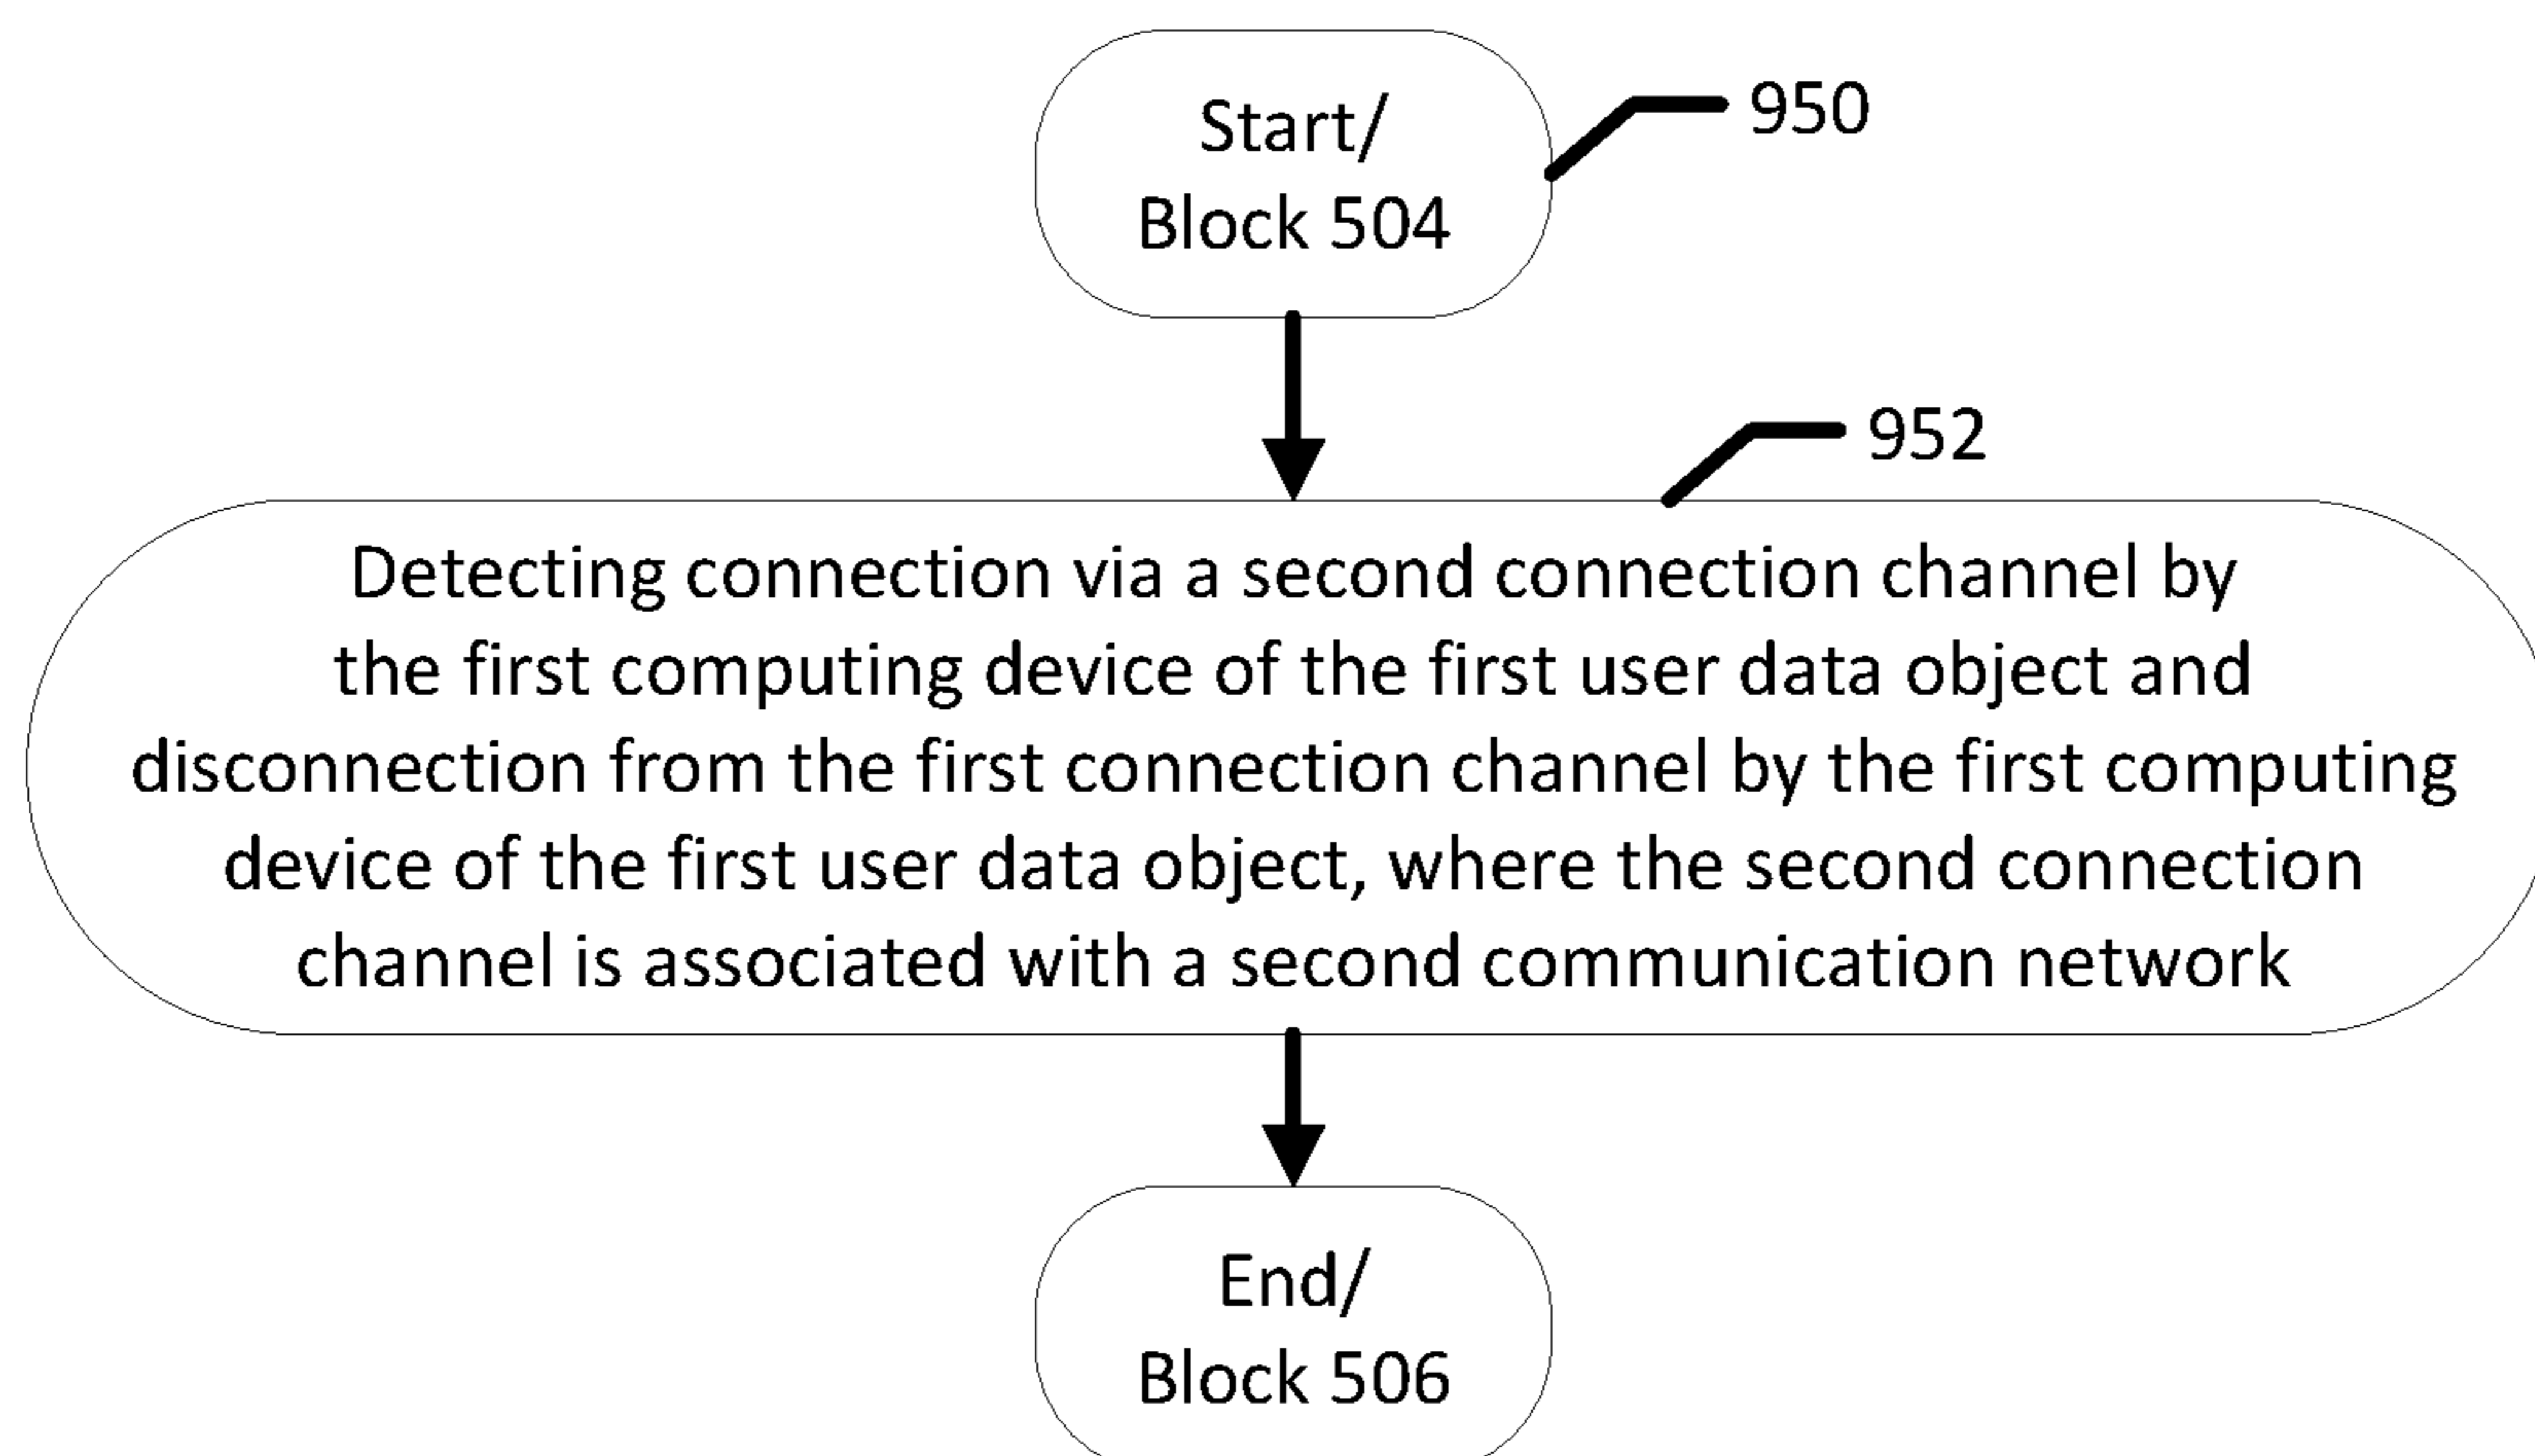 Start/
Block 504
950
952
Detecting connection via a second connection channel by
the first computing device of the first user data object and
disconnection from the first connection channel by the first computing
device of the first user data object, where the second connection
channel is associated with a second communication network
End/
Block 506